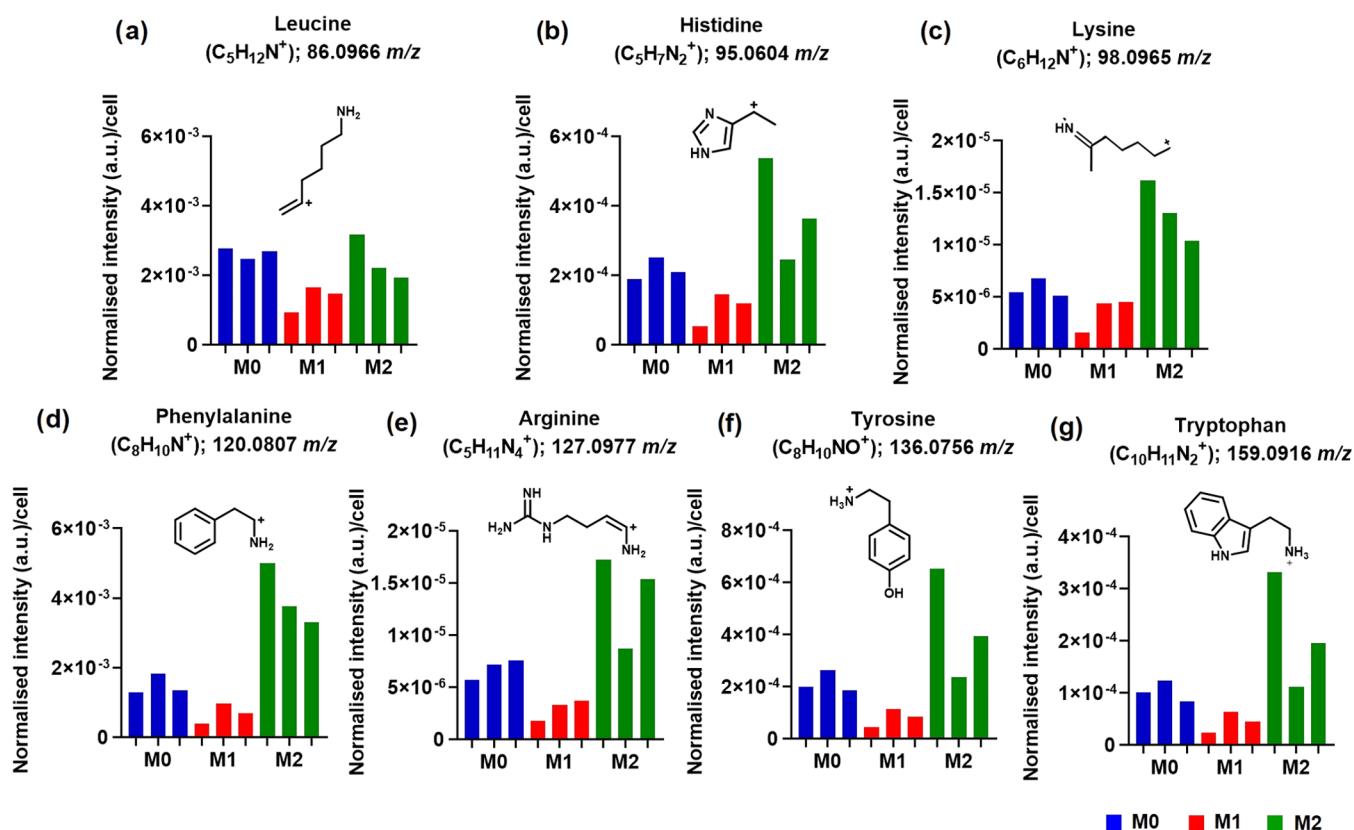 (a)
Leucine
(C₅H₁₂N⁺); 86.0966 m/z
Normalised intensity (a.u.)/cell
6×10⁻³
4×10⁻³
2×10⁻³
0
NH₂
+
M0 M1 M2
(b)
Histidine
(C₅H₇N₂⁺); 95.0604 m/z
Normalised intensity (a.u.)/cell
6×10⁻⁴
4×10⁻⁴
2×10⁻⁴
0
N
+
HN
M0 M1 M2
(c)
Lysine
(C₆H₁₂N⁺); 98.0965 m/z
Normalised intensity (a.u.)/cell
2×10⁻⁵
1.5×10⁻⁵
1×10⁻⁵
5×10⁻⁶
0
HN
+
M0 M1 M2
(d)
Phenylalanine
(C₈H₁₀N⁺); 120.0807 m/z
Normalised intensity (a.u.)/cell
6×10⁻³
4×10⁻³
2×10⁻³
0
+
NH₂
M0 M1 M2
(e)
Arginine
(C₅H₁₁N₄⁺); 127.0977 m/z
Normalised intensity (a.u.)/cell
2×10⁻⁵
1.5×10⁻⁵
1×10⁻⁵
5×10⁻⁶
0
NH
NH₂
N
H
+
NH₂
M0 M1 M2
(f)
Tyrosine
(C₈H₁₀NO⁺); 136.0756 m/z
Normalised intensity (a.u.)/cell
8×10⁻⁴
6×10⁻⁴
4×10⁻⁴
2×10⁻⁴
0
+
H₃N
OH
M0 M1 M2
(g)
Tryptophan
(C₁₀H₁₁N₂⁺); 159.0916 m/z
Normalised intensity (a.u.)/cell
4×10⁻⁴
3×10⁻⁴
2×10⁻⁴
1×10⁻⁴
0
HN
NH₃
+
M0 M1 M2
M0 M1 M2